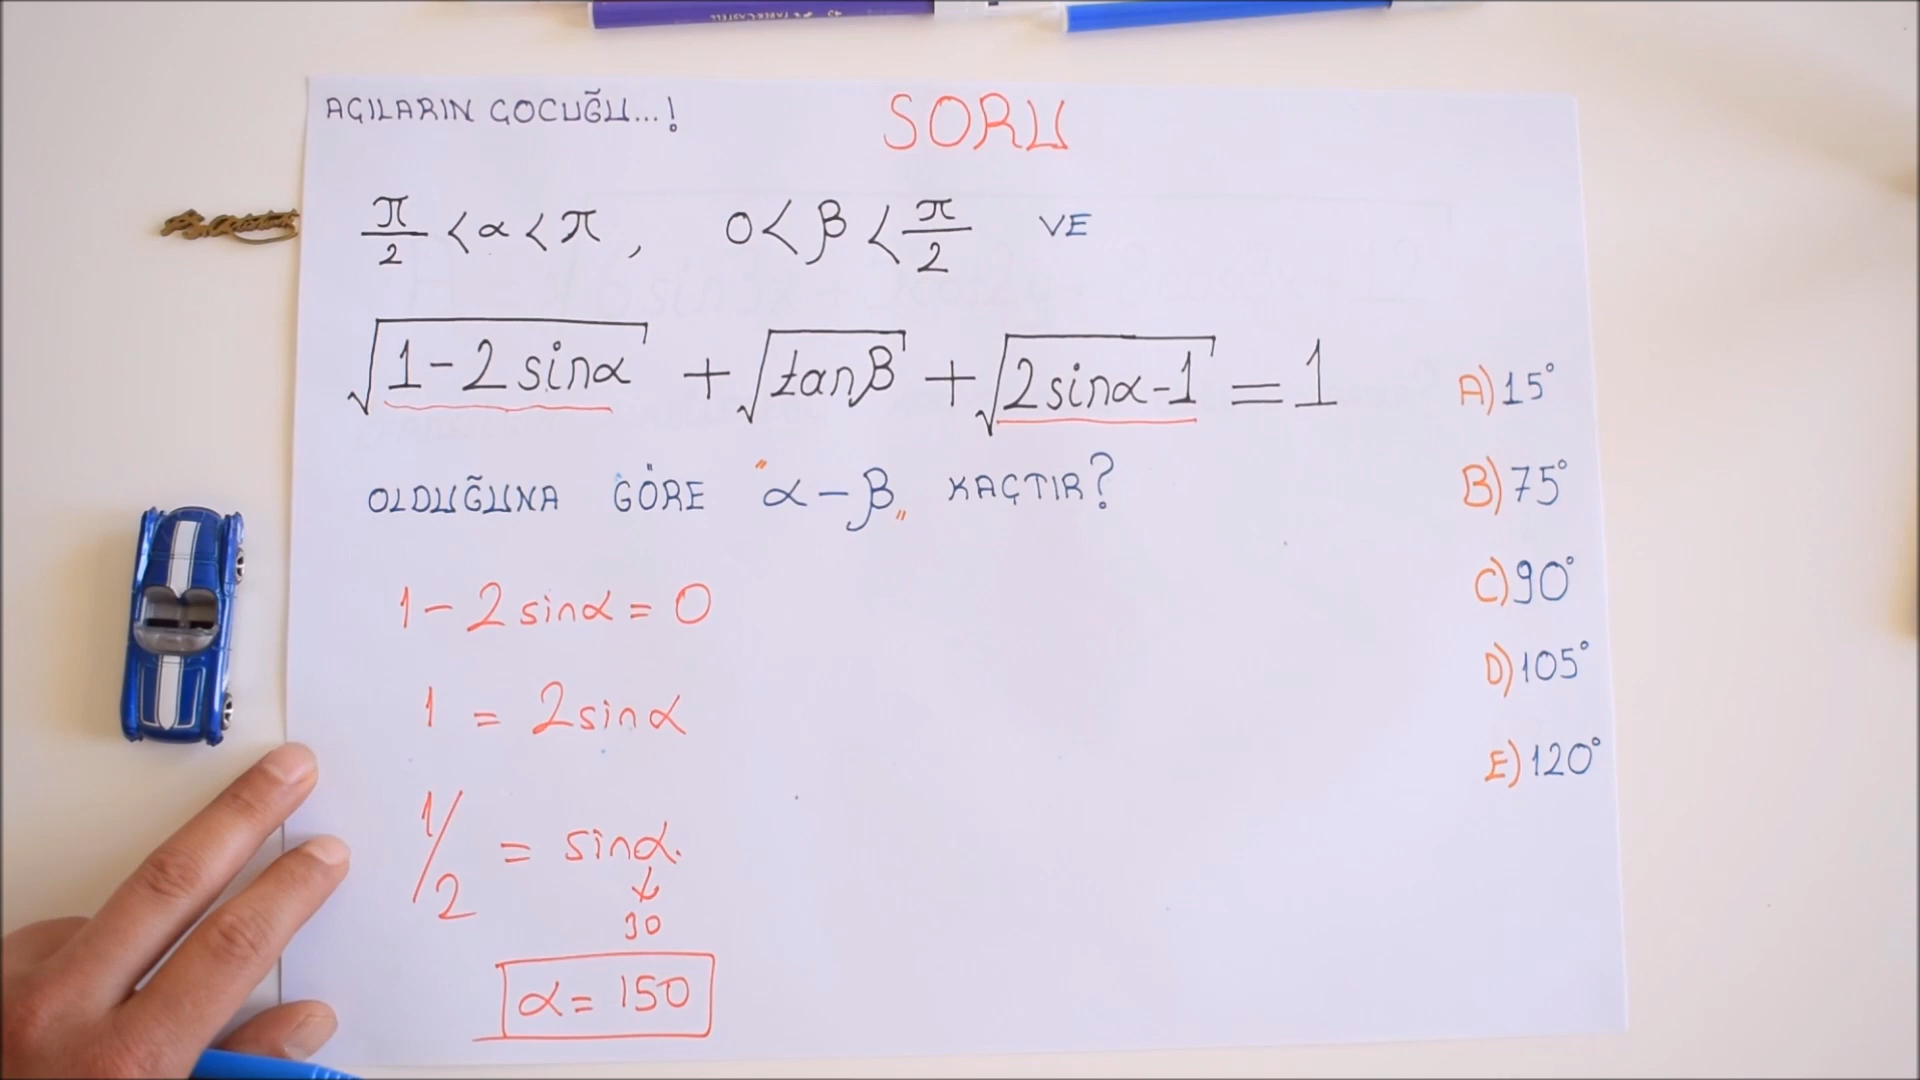 AÇILARIN ÇOCUĞU...!
SORU
π/2 < α < π , 0 < β < π/2 VE
√(1-2sinα) + √(tanβ) + √(2sinα-1) = 1
OLDUĞUNA GÖRE "α-β" KAÇTIR?
A) 15°
B) 75°
C) 90°
D) 105°
E) 120°
1-2sinα = 0
1 = 2sinα
1/2 = sinα.
30
α = 150